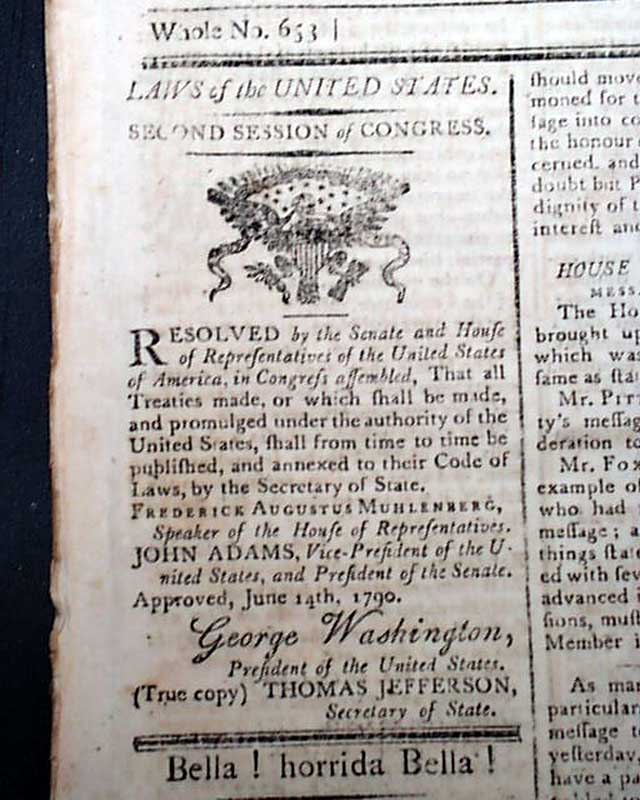 Whole No. 653
LAWS of the UNITED STATES.
SECOND SESSION of CONGRESS.
RESOLVED by the Senate and Houſe
of Repreſentatives of the United States
of America, in Congreſs aſſembled, That all
Treaties made, or which ſhall be made,
and promulged under the authority of the
United States, ſhall from time to time be
publiſhed, and annexed to their Code of
Laws, by the Secretary of State.
FREDERICK AUGUSTUS MUHLENBERG,
Speaker of the Houſe of Repreſentatives.
JOHN ADAMS, Vice-Preſident of the U-
nited States, and Preſident of the Senate.
Approved, June 14th, 1790.
George Washington,
Preſident of the United States.
(True copy) THOMAS JEFFERSON,
Secretary of State.
Bella ! horrida Bella !
ſhould move
moned for
ſage into
the honour
cerned, and
doubt but
dignity of
intereſt and
HOUSE
The
brought up
which was
ſame as
Mr.
ty's meſſage
deration to
Mr. FOX
example of
who had
meſſage ; a
things
ed with
advanced
ſions, muſt
Member
As
particular
meſſage
yeſterday,
have a